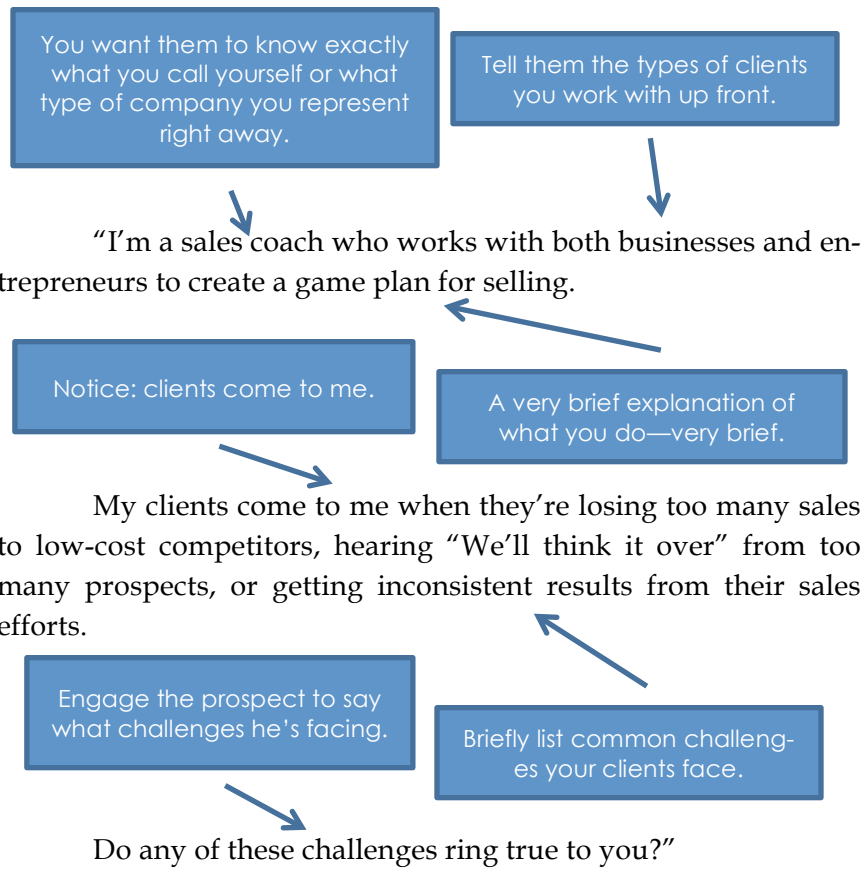 You want them to know exactly
what you call yourself or what
type of company you represent
right away.
Tell them the types of clients
you work with up front.
“I’m a sales coach who works with both businesses and en-
trepreneurs to create a game plan for selling.
Notice: clients come to me.
A very brief explanation of
what you do—very brief.
My clients come to me when they’re losing too many sales
to low-cost competitors, hearing “We’ll think it over” from too
many prospects, or getting inconsistent results from their sales
efforts.
Engage the prospect to say
what challenges he’s facing.
Briefly list common challeng-
es your clients face.
Do any of these challenges ring true to you?”